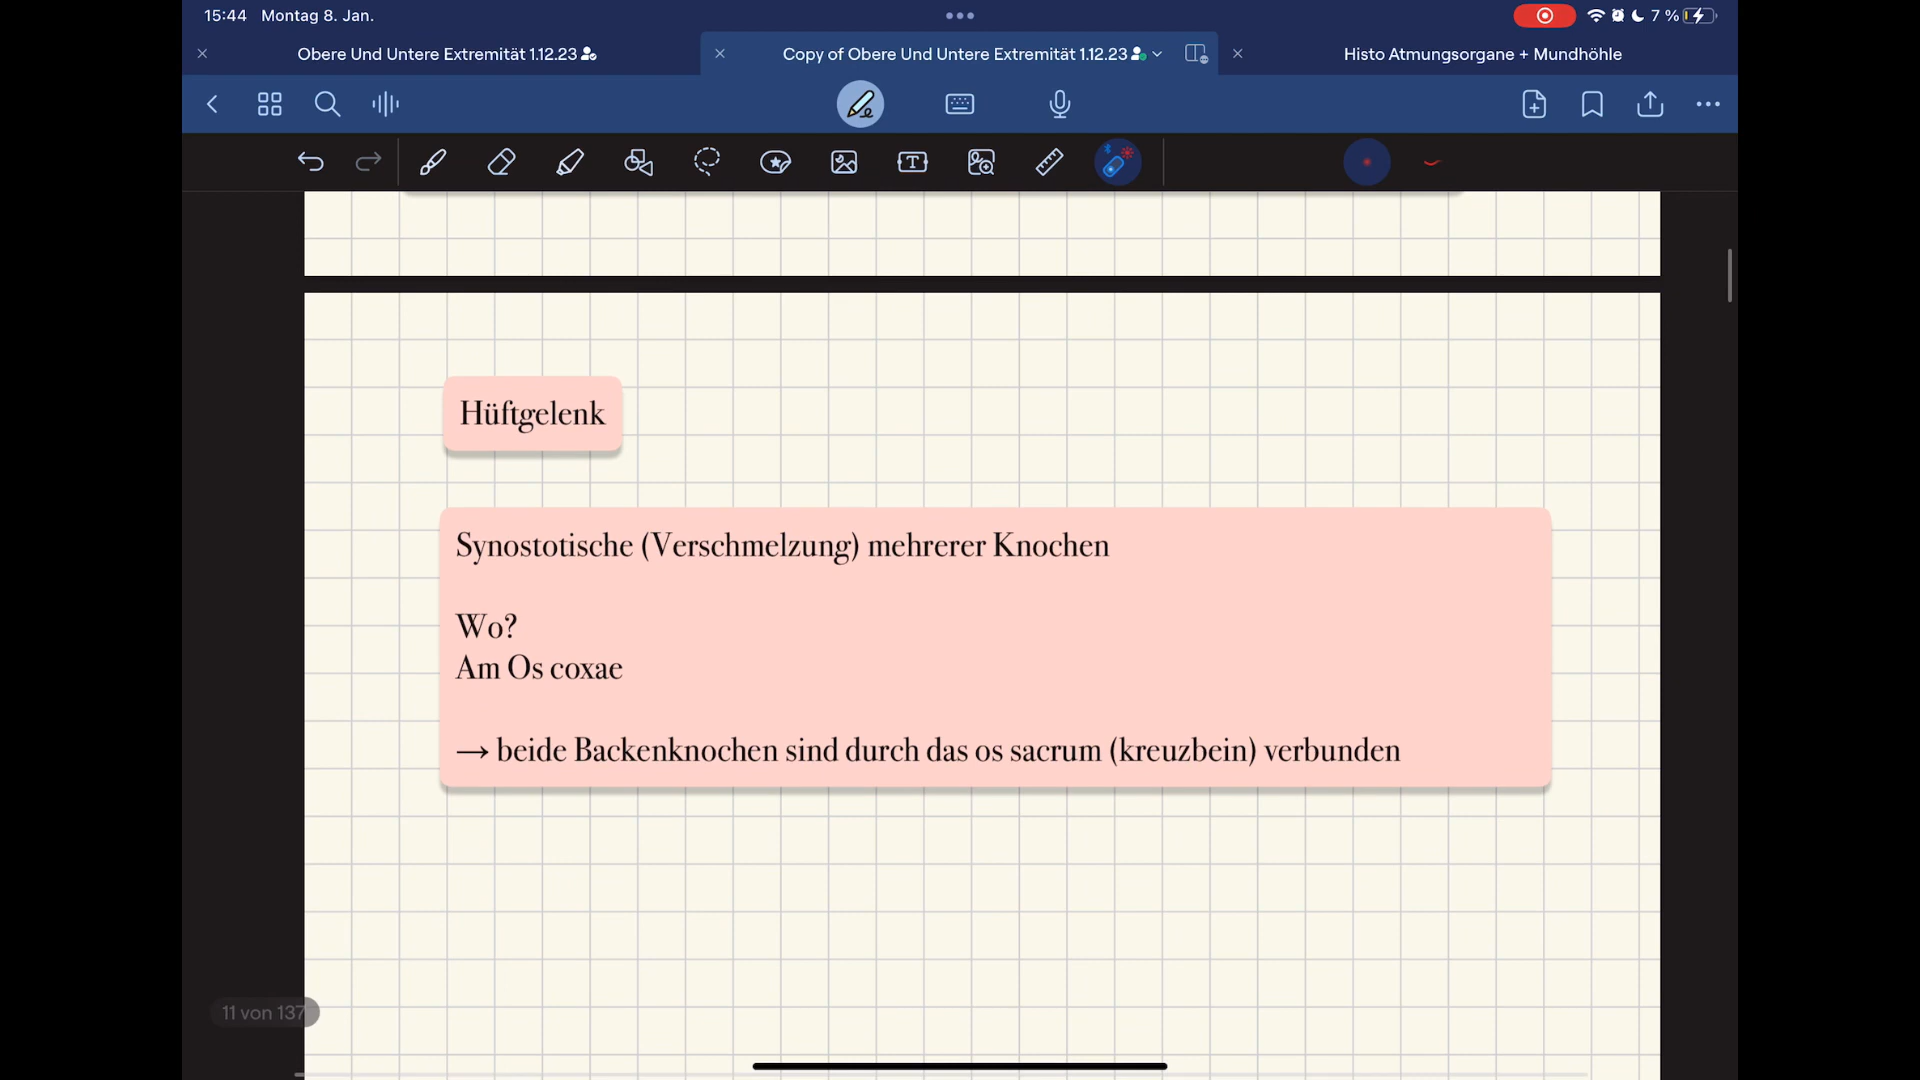 15:44 Montag 8. Jan.
7 %
Obere Und Untere Extremität 1.12.23
Copy of Obere Und Untere Extremität 1.12.23
Histo Atmungsorgane + Mundhöhle
Hüftgelenk
Synostotische (Verschmelzung) mehrerer Knochen
Wo?
Am Os coxae
→ beide Backenknochen sind durch das os sacrum (kreuzbein) verbunden
11 von 137